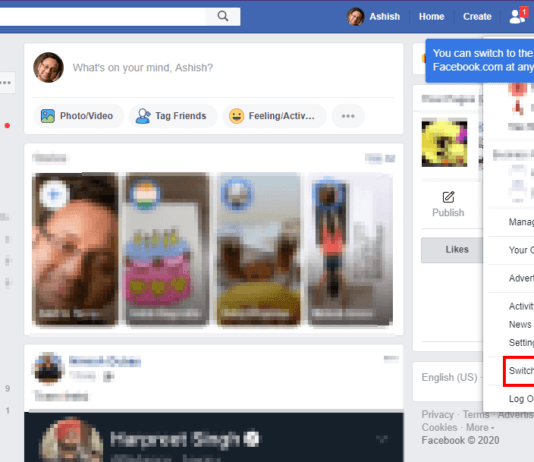 Ashish Home Create 1
You can switch to the
Facebook.com at any
What's on your mind, Ashish?
Photo/Video Tag Friends Feeling/Activ... ...
Publish
Likes
Manag
Your G
Advert
Activity
News
Setting
Switch
Log O
English (US) ·
Privacy · Terms · Advertis
Cookies · More
Facebook © 2020
9
1
Harpreet Singh